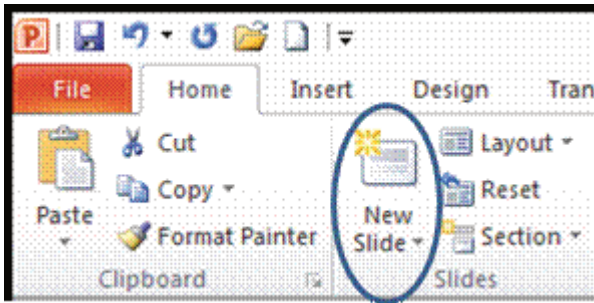 P
File Home Insert Design Tran
Cut
Copy
Format Painter
Paste
Clipboard
New
Slide
Layout
Reset
Section
Slides